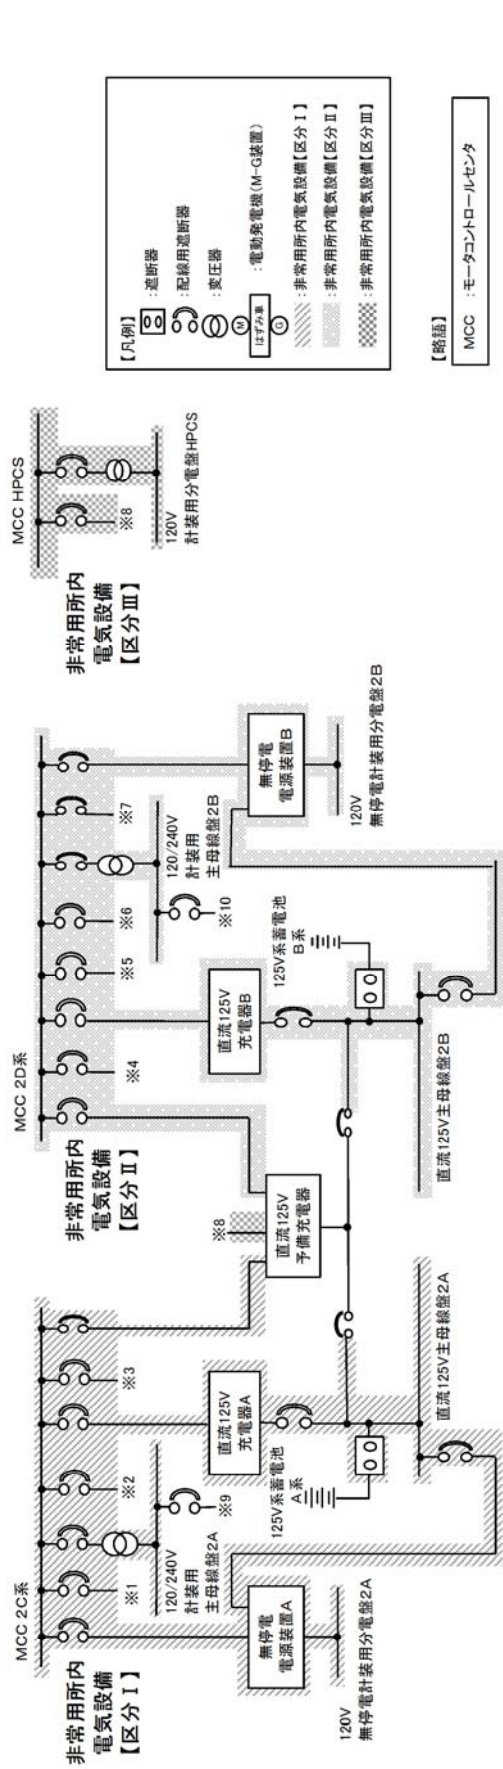 非常用所内
電気設備
【区分Ⅰ】
MCC 2C系
※1
※2
※3
120/240V
計装用
主母線盤2A
※9
無停電
電源装置A
120V
無停電計装用分電盤2A
直流125V
充電器A
125V系蓄電池
A系
直流125V主母線盤2A
※8
直流125V
予備充電器
非常用所内
電気設備
【区分Ⅱ】
MCC 2D系
※4
※5
※6
※7
120/240V
計装用
主母線盤2B
※10
直流125V
充電器B
125V系蓄電池
B系
直流125V主母線盤2B
無停電
電源装置B
120V
無停電計装用分電盤2B
非常用所内
電気設備
【区分Ⅲ】
MCC HPCS
※8
120V
計装用分電盤HPCS
【凡例】
:遮断器
:配線用遮断器
:変圧器
M
はずみ車
G
:電動発電機(M-G装置)
:非常用所内電気設備【区分Ⅰ】
:非常用所内電気設備【区分Ⅱ】
:非常用所内電気設備【区分Ⅲ】
【略語】
MCC :モータコントロールセンタ